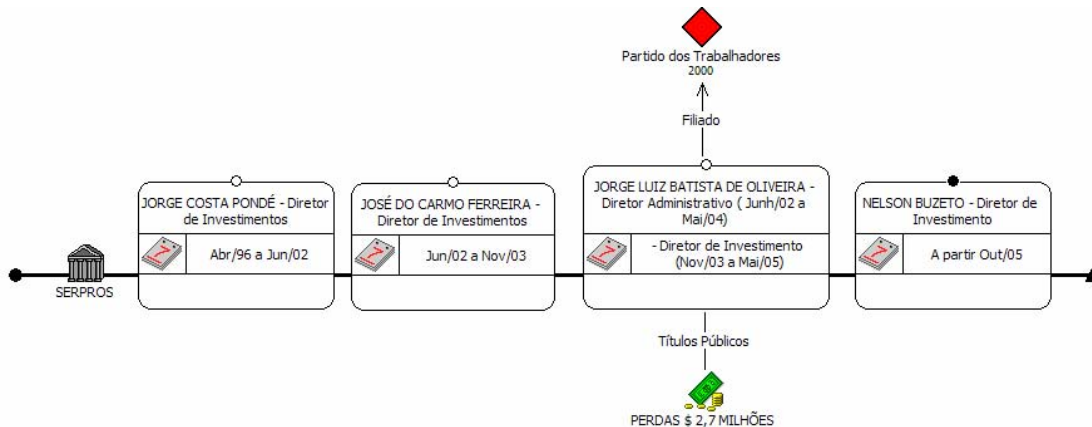 Partido dos Trabalhadores
2000
Filiado
SERPROS
JORGE COSTA PONDÉ - Diretor
de Investimentos
Abr/96 a Jun/02
JOSÉ DO CARMO FERREIRA -
Diretor de Investimentos
Jun/02 a Nov/03
JORGE LUIZ BATISTA DE OLIVEIRA -
Diretor Administrativo ( Junh/02 a
Mai/04)
- Diretor de Investimento
(Nov/03 a Mai/05)
NELSON BUZETO - Diretor de
Investimento
A partir Out/05
Títulos Públicos
PERDAS $ 2,7 MILHÕES